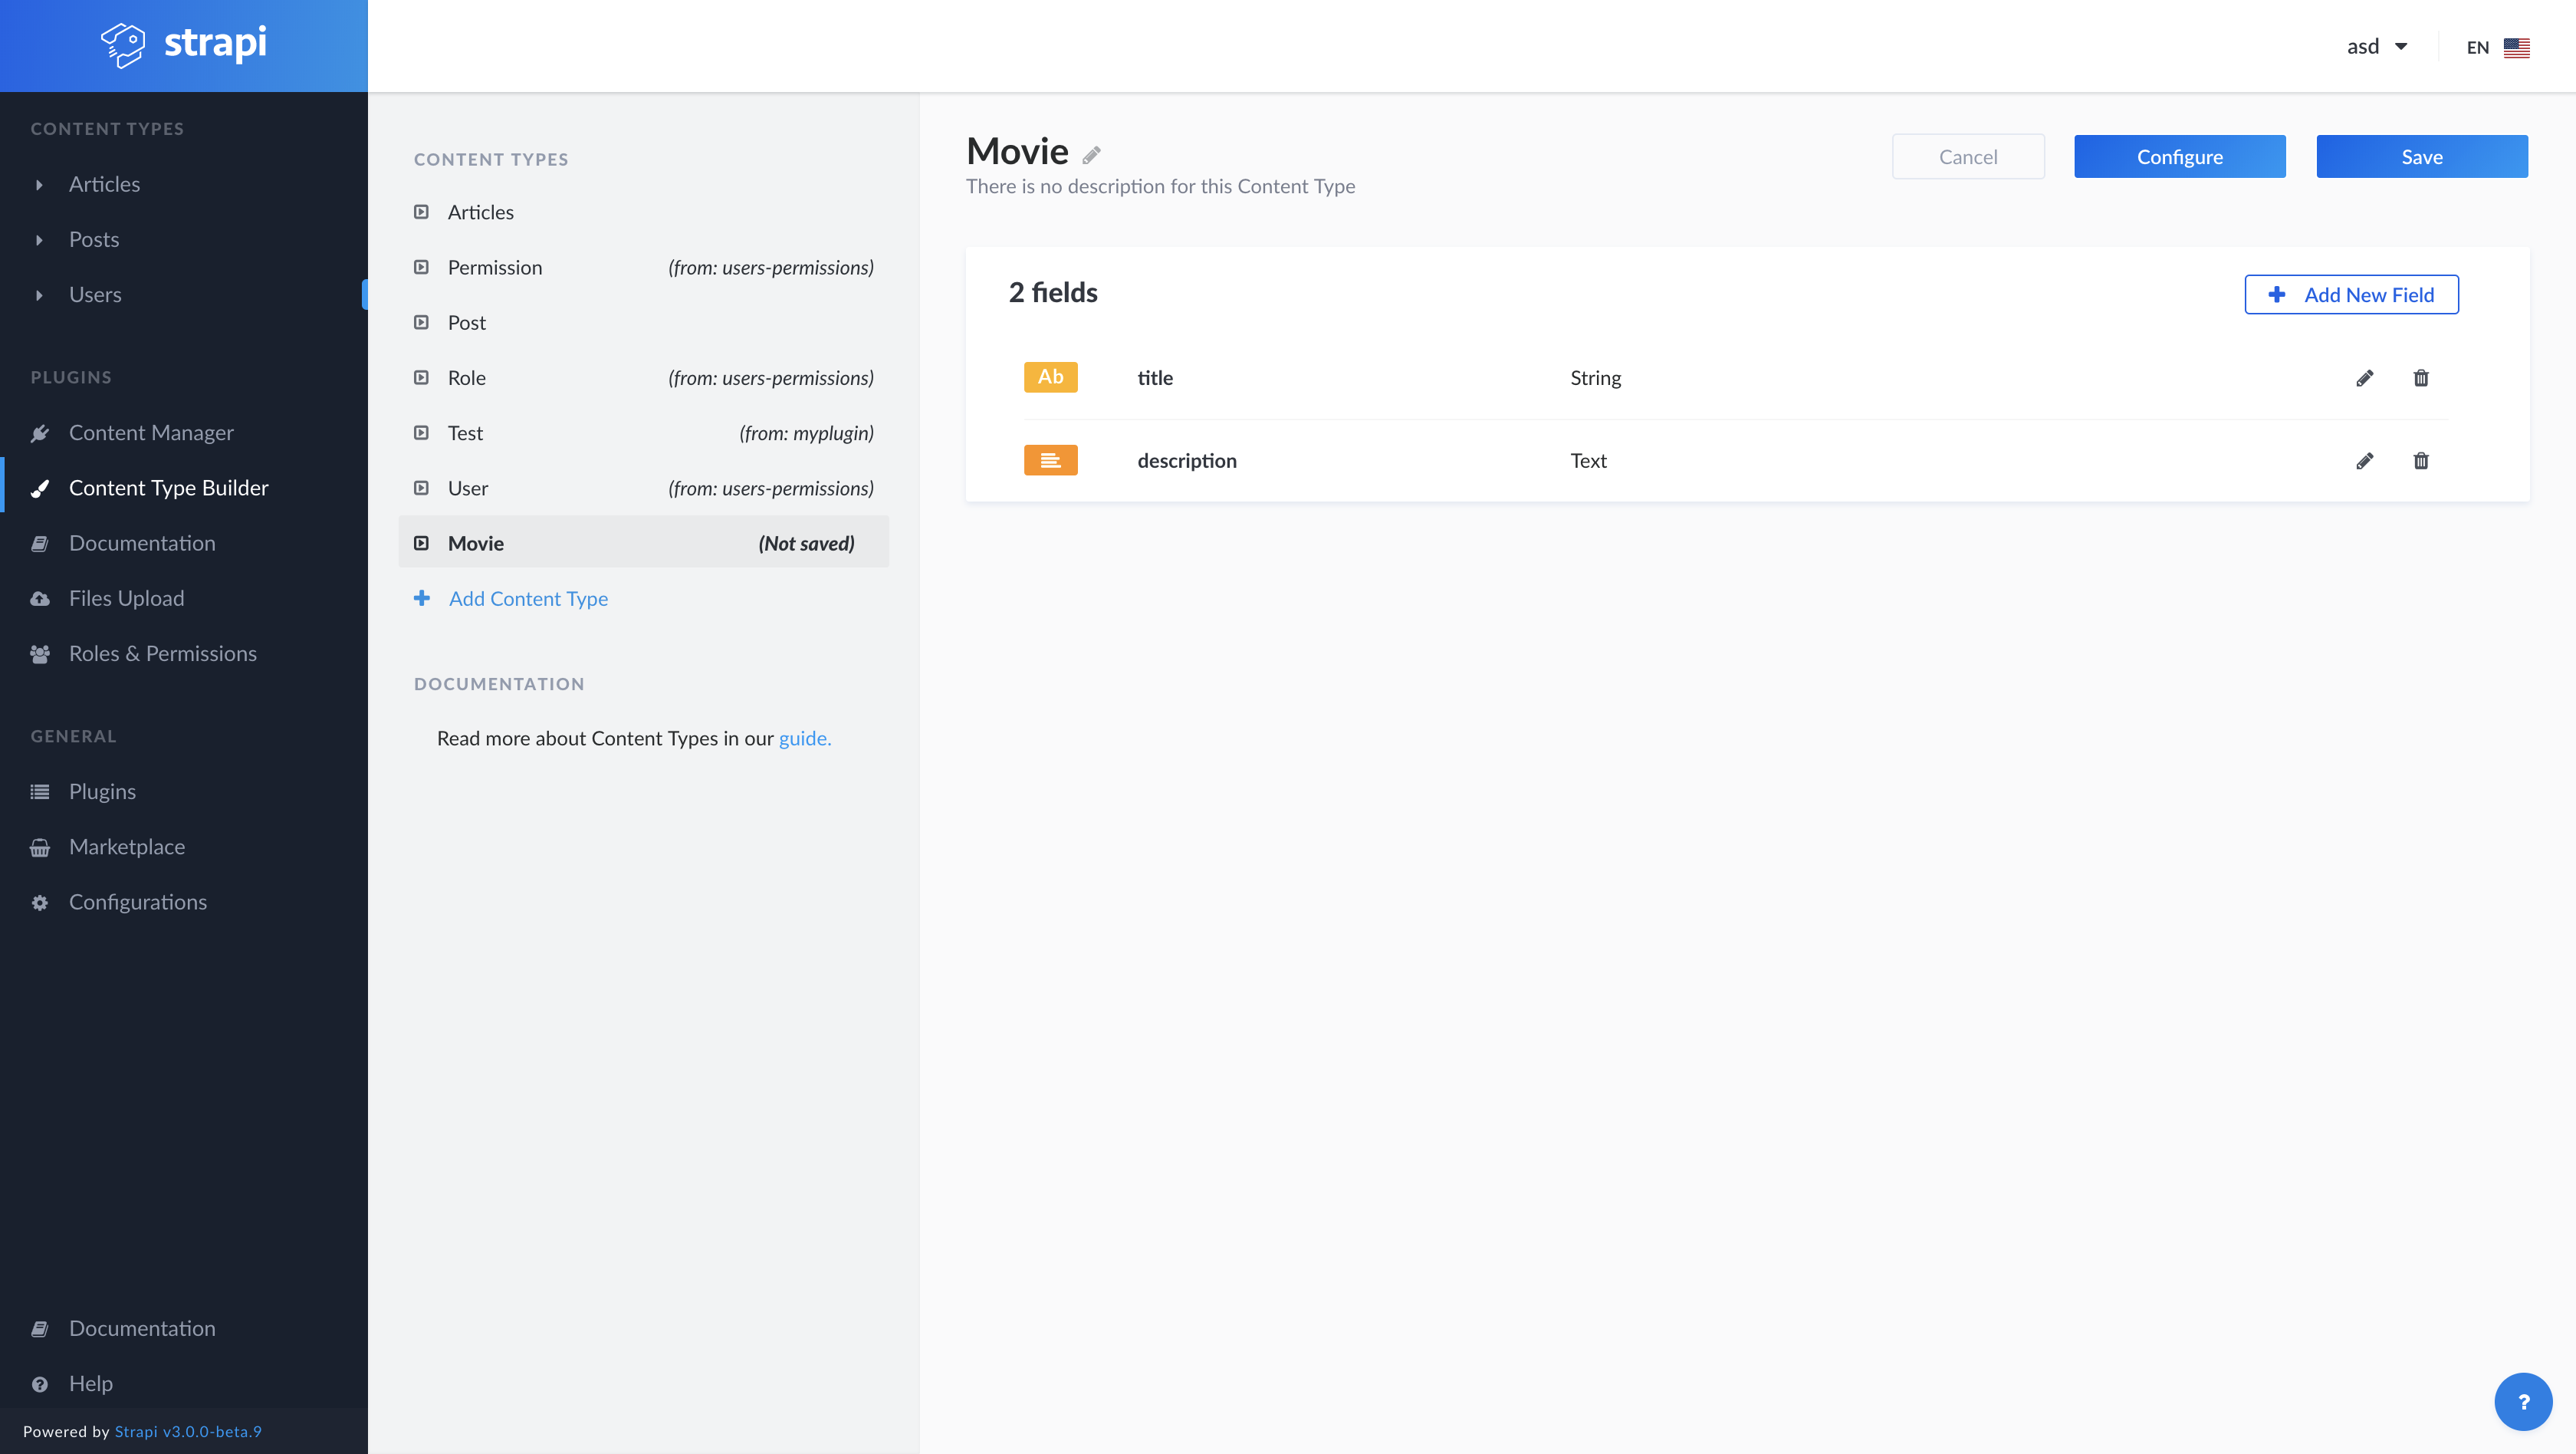 strapi
asd
EN
CONTENT TYPES
Articles
Posts
Users
PLUGINS
Content Manager
Content Type Builder
Documentation
Files Upload
Roles & Permissions
GENERAL
Plugins
Marketplace
Configurations
Documentation
Help
Powered by Strapi v3.0.0-beta.9
CONTENT TYPES
Articles
Permission (from: users-permissions)
Post
Role (from: users-permissions)
Test (from: myplugin)
User (from: users-permissions)
Movie (Not saved)
Add Content Type
DOCUMENTATION
Read more about Content Types in our guide.
Movie
There is no description for this Content Type
Cancel
Configure
Save
2 fields
Add New Field
Ab title String
description Text
?